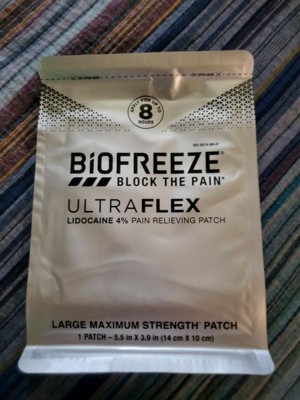 APPLY FOR UP TO
8
HOURS
BIOFREEZE®
BLOCK THE PAIN™
ULTRAFLEX
LIDOCAINE 4% PAIN RELIEVING PATCH
LARGE MAXIMUM STRENGTH† PATCH
1 PATCH – 5.5 in X 3.9 in (14 cm X 10 cm)